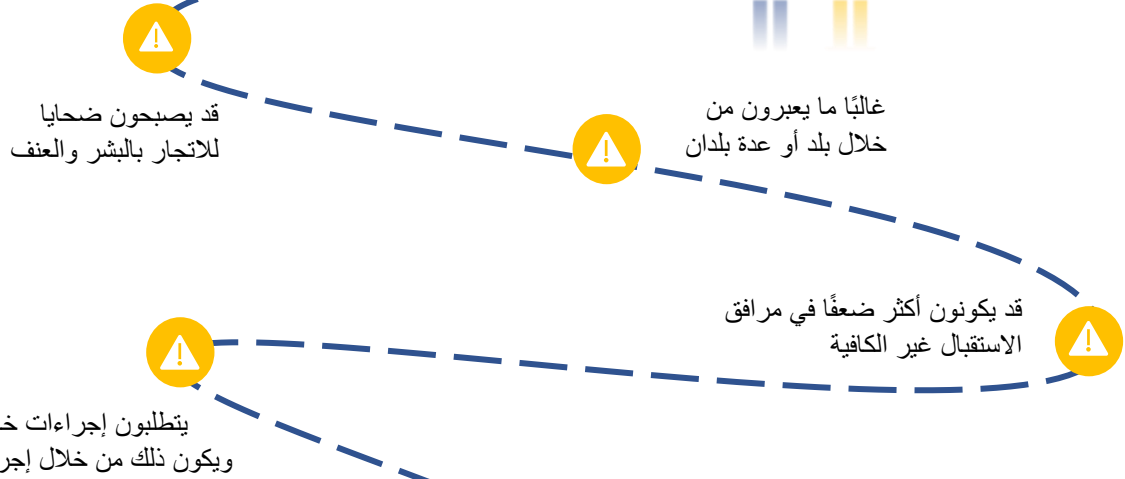 قد يصبحون ضحايا
للاتجار بالبشر والعنف
غالبًا ما يعبرون من
خلال بلد أو عدة بلدان
قد يكونون أكثر ضعفًا في مرافق
الاستقبال غير الكافية
يتطلبون إجراءات
ويكون ذلك من خلال